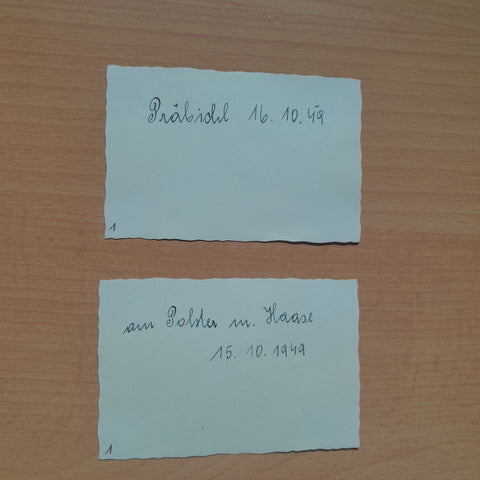 Präbichl 16. 10. 49
1
am Polster m. Haase
15. 10. 1949
1